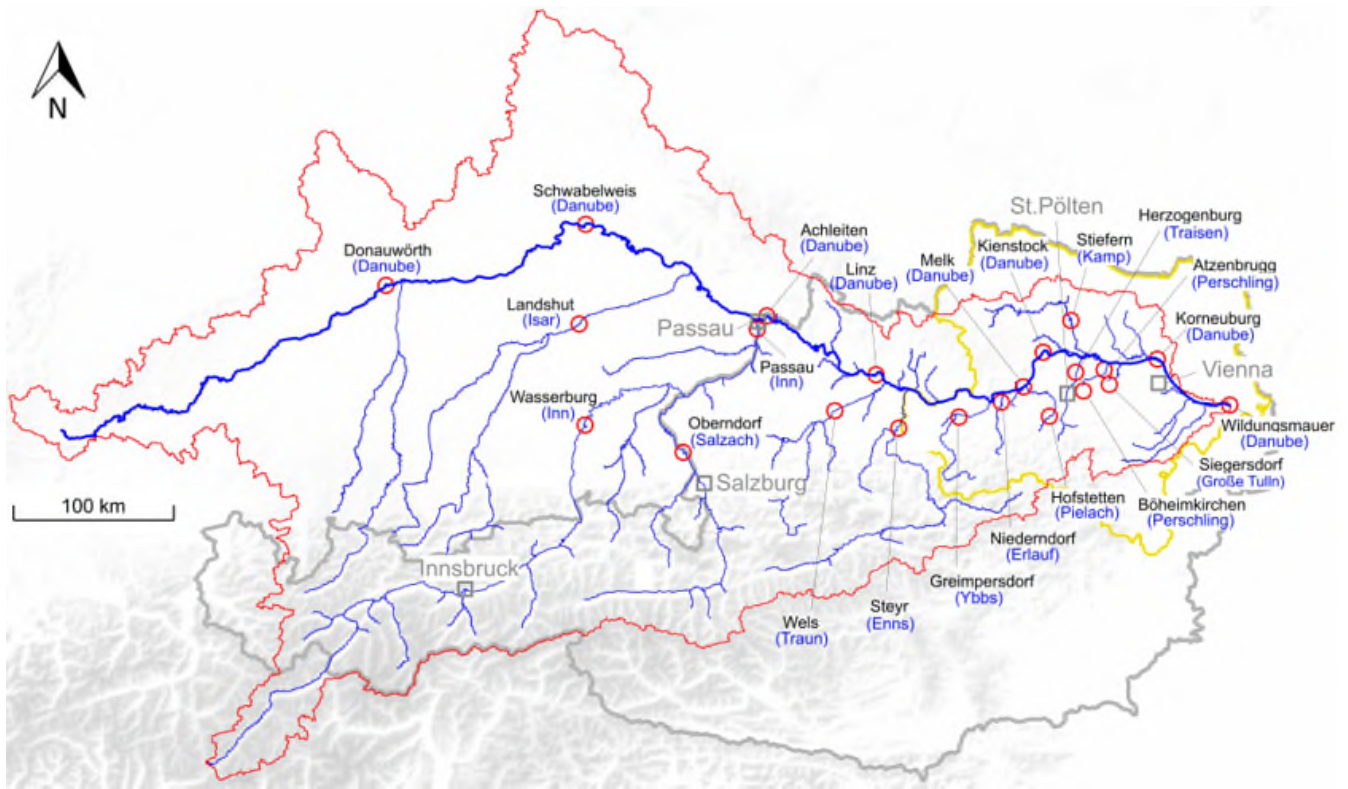 N
Schwabelweis
(Danube)
Donauwörth
(Danube)
Landshut
(Isar)
Wasserburg
(Inn)
Oberndorf
(Salzach)
Passau
Passau
(Inn)
Achleiten
(Danube)
Linz
(Danube)
Melk
(Danube)
Kienstock
(Danube)
St.Pölten
Stiefern
(Kamp)
Herzogenburg
(Traisen)
Atzenbrugg
(Perschling)
Korneuburg
(Danube)
Vienna
Wildungsmauer
(Danube)
Siegersdorf
(Große Tulln)
Böheimkirchen
(Perschling)
Hofstetten
(Pielach)
Niederndorf
(Erlauf)
Greimpersdorf
(Ybbs)
Steyr
(Enns)
Wels
(Traun)
Salzburg
Innsbruck
100 km